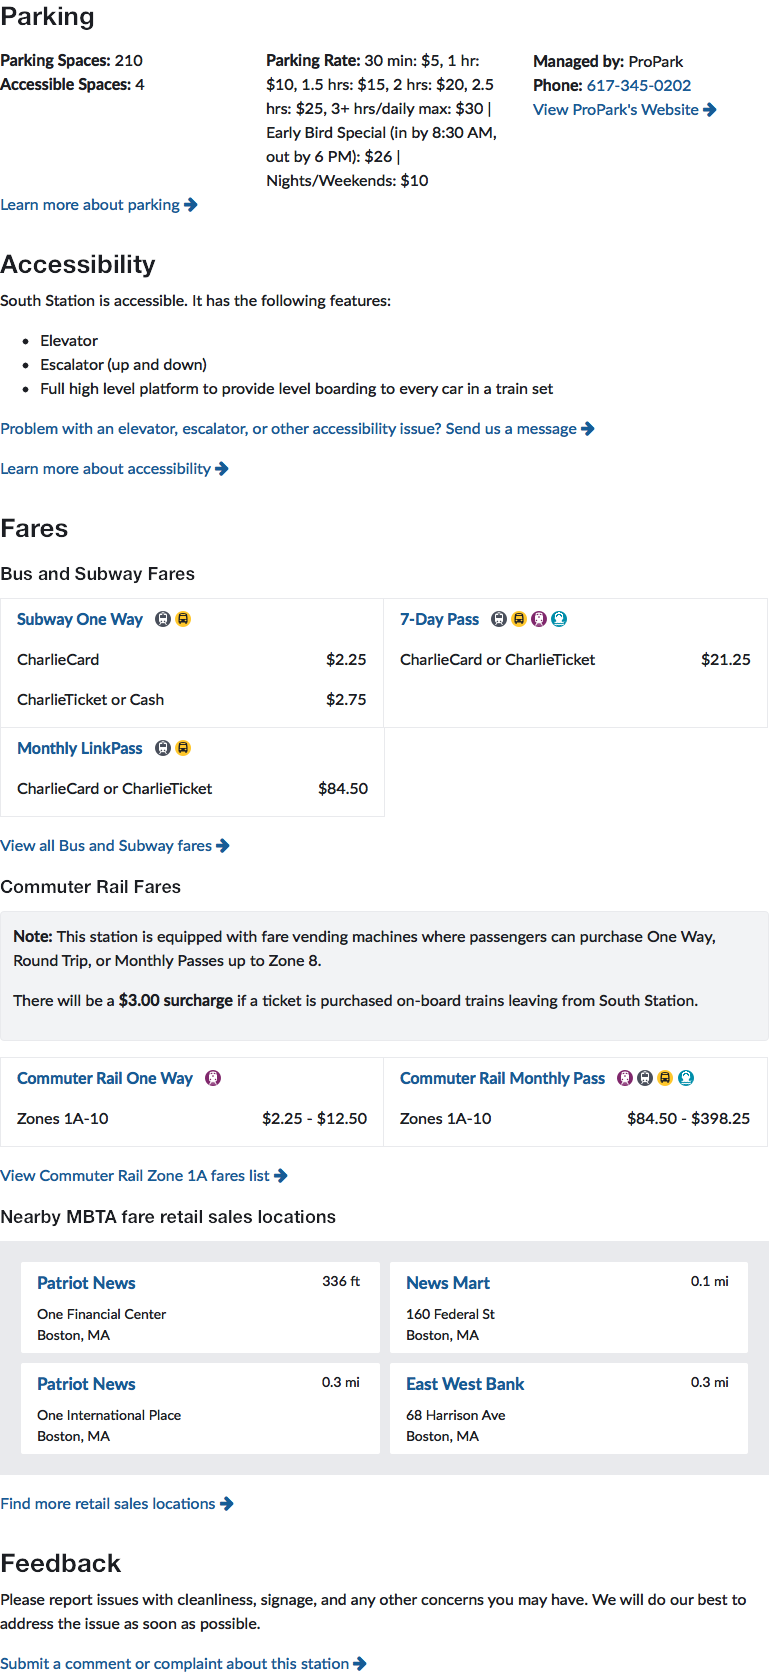 Parking
Parking Spaces: 210
Accessible Spaces: 4
Parking Rate: 30 min: $5, 1 hr:
$10, 1.5 hrs: $15, 2 hrs: $20, 2.5
hrs: $25, 3+ hrs/daily max: $30 |
Early Bird Special (in by 8:30 AM,
out by 6 PM): $26 |
Nights/Weekends: $10
Managed by: ProPark
Phone: 617-345-0202
View ProPark's Website
Learn more about parking
Accessibility
South Station is accessible. It has the following features:
• Elevator
• Escalator (up and down)
• Full high level platform to provide level boarding to every car in a train set
Problem with an elevator, escalator, or other accessibility issue? Send us a message
Learn more about accessibility
Fares
Bus and Subway Fares
Subway One Way
CharlieCard $2.25
CharlieTicket or Cash $2.75
7-Day Pass
CharlieCard or CharlieTicket $21.25
Monthly LinkPass
CharlieCard or CharlieTicket $84.50
View all Bus and Subway fares
Commuter Rail Fares
Note: This station is equipped with fare vending machines where passengers can purchase One Way,
Round Trip, or Monthly Passes up to Zone 8.
There will be a $3.00 surcharge if a ticket is purchased on-board trains leaving from South Station.
Commuter Rail One Way
Zones 1A-10 $2.25 - $12.50
Commuter Rail Monthly Pass
Zones 1A-10 $84.50 - $398.25
View Commuter Rail Zone 1A fares list
Nearby MBTA fare retail sales locations
Patriot News 336 ft
One Financial Center
Boston, MA
News Mart 0.1 mi
160 Federal St
Boston, MA
Patriot News 0.3 mi
One International Place
Boston, MA
East West Bank 0.3 mi
68 Harrison Ave
Boston, MA
Find more retail sales locations
Feedback
Please report issues with cleanliness, signage, and any other concerns you may have. We will do our best to
address the issue as soon as possible.
Submit a comment or complaint about this station